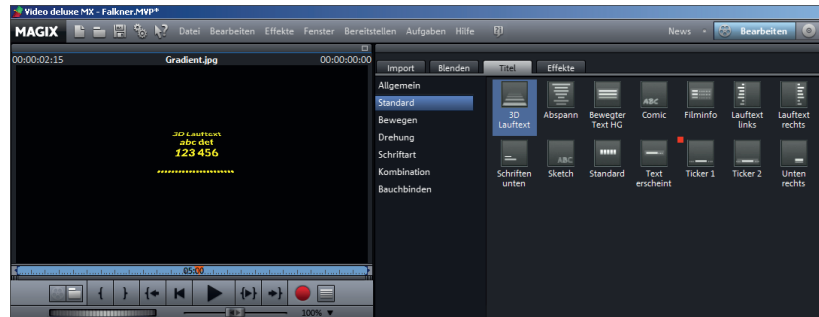 Video deluxe MX - Falkner.MVP*
MAGIX Datei Bearbeiten Effekte Fenster Bereitstellen Aufgaben Hilfe News Bearbeiten
00:00:02:15 Gradient.jpg 00:00:00:00
3D Lauftext
abc def
123 456
05:00
100%
Import Blenden Titel Effekte
Allgemein
Standard
Bewegen
Drehung
Schriftart
Kombination
Bauchbinden
3D Lauftext
Abspann
Bewegter Text HG
ABC
Comic
Filminfo
Lauftext links
Lauftext rechts
Schriften unten
ABC
Sketch
Standard
Text erscheint
Ticker 1
Ticker 2
Unten rechts